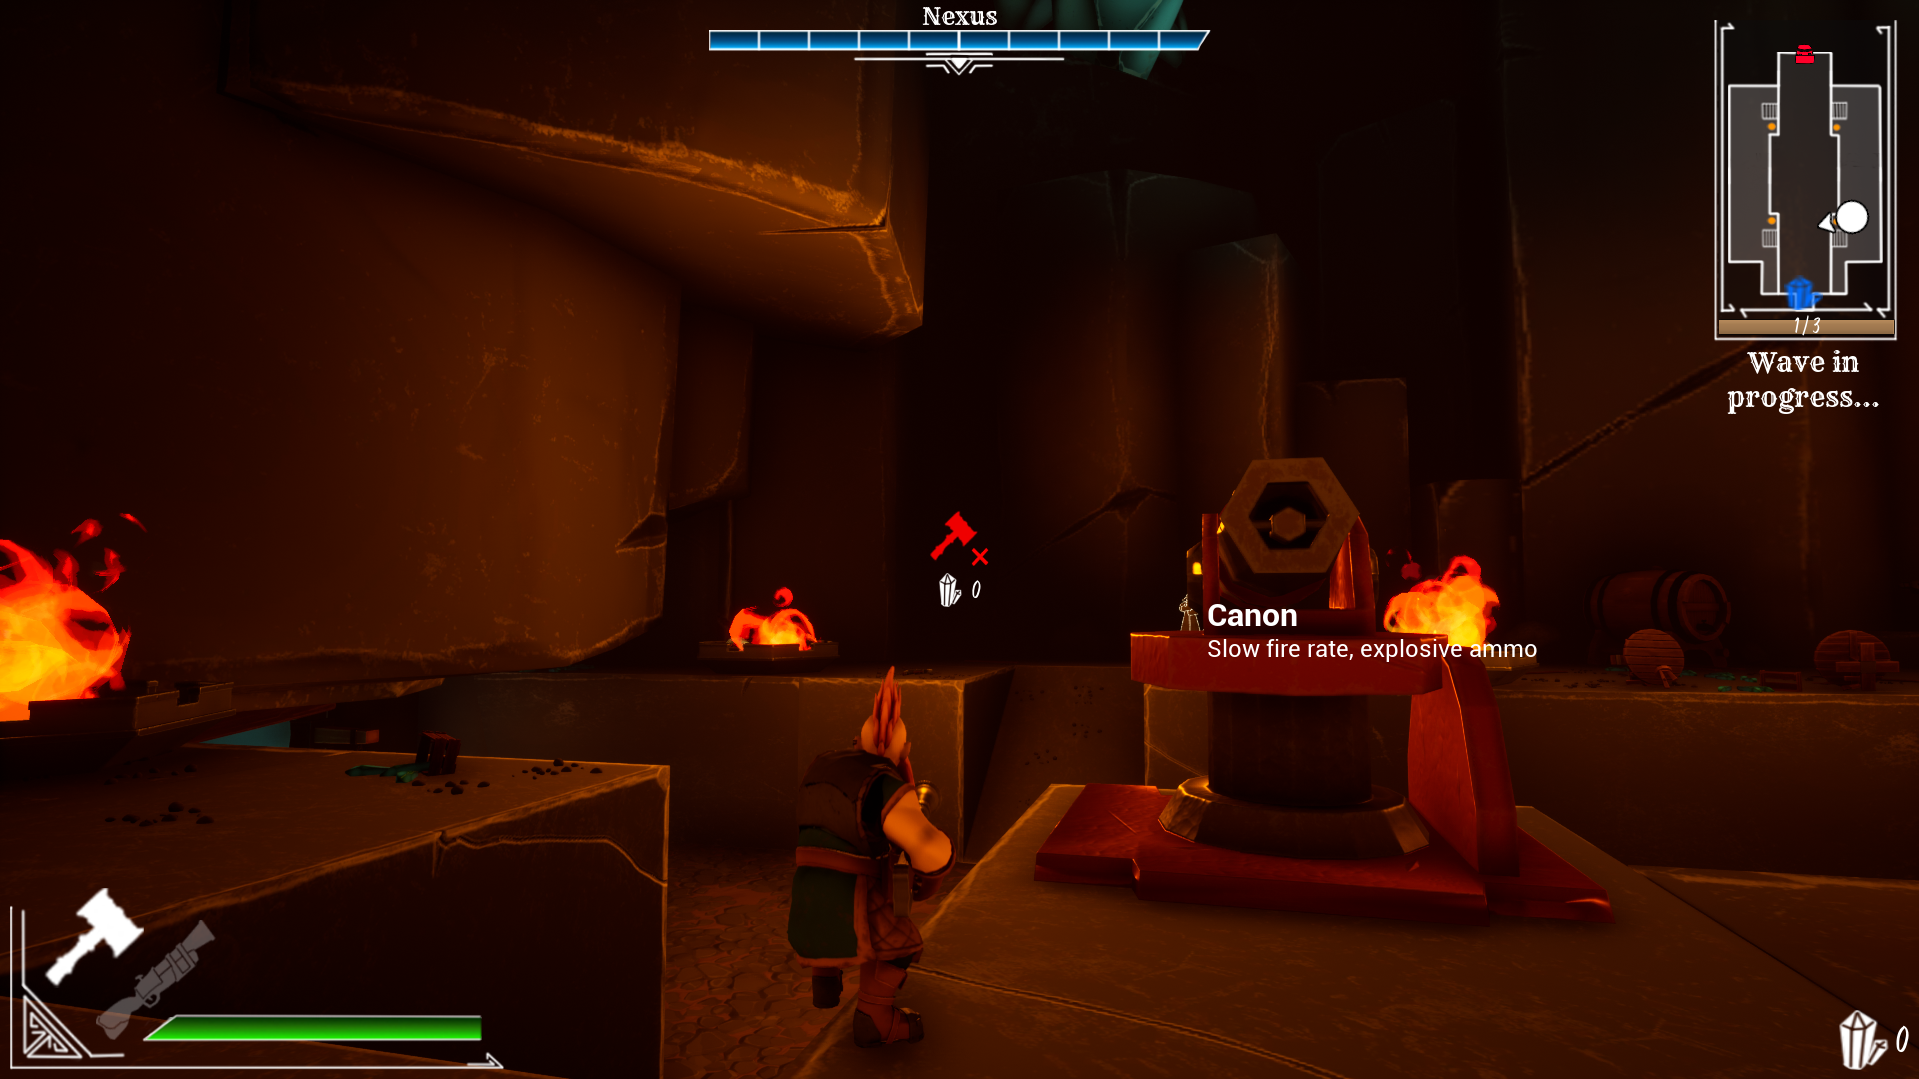 Nexus
1/3
Wave in
progress...
0
Canon
Slow fire rate, explosive ammo
0